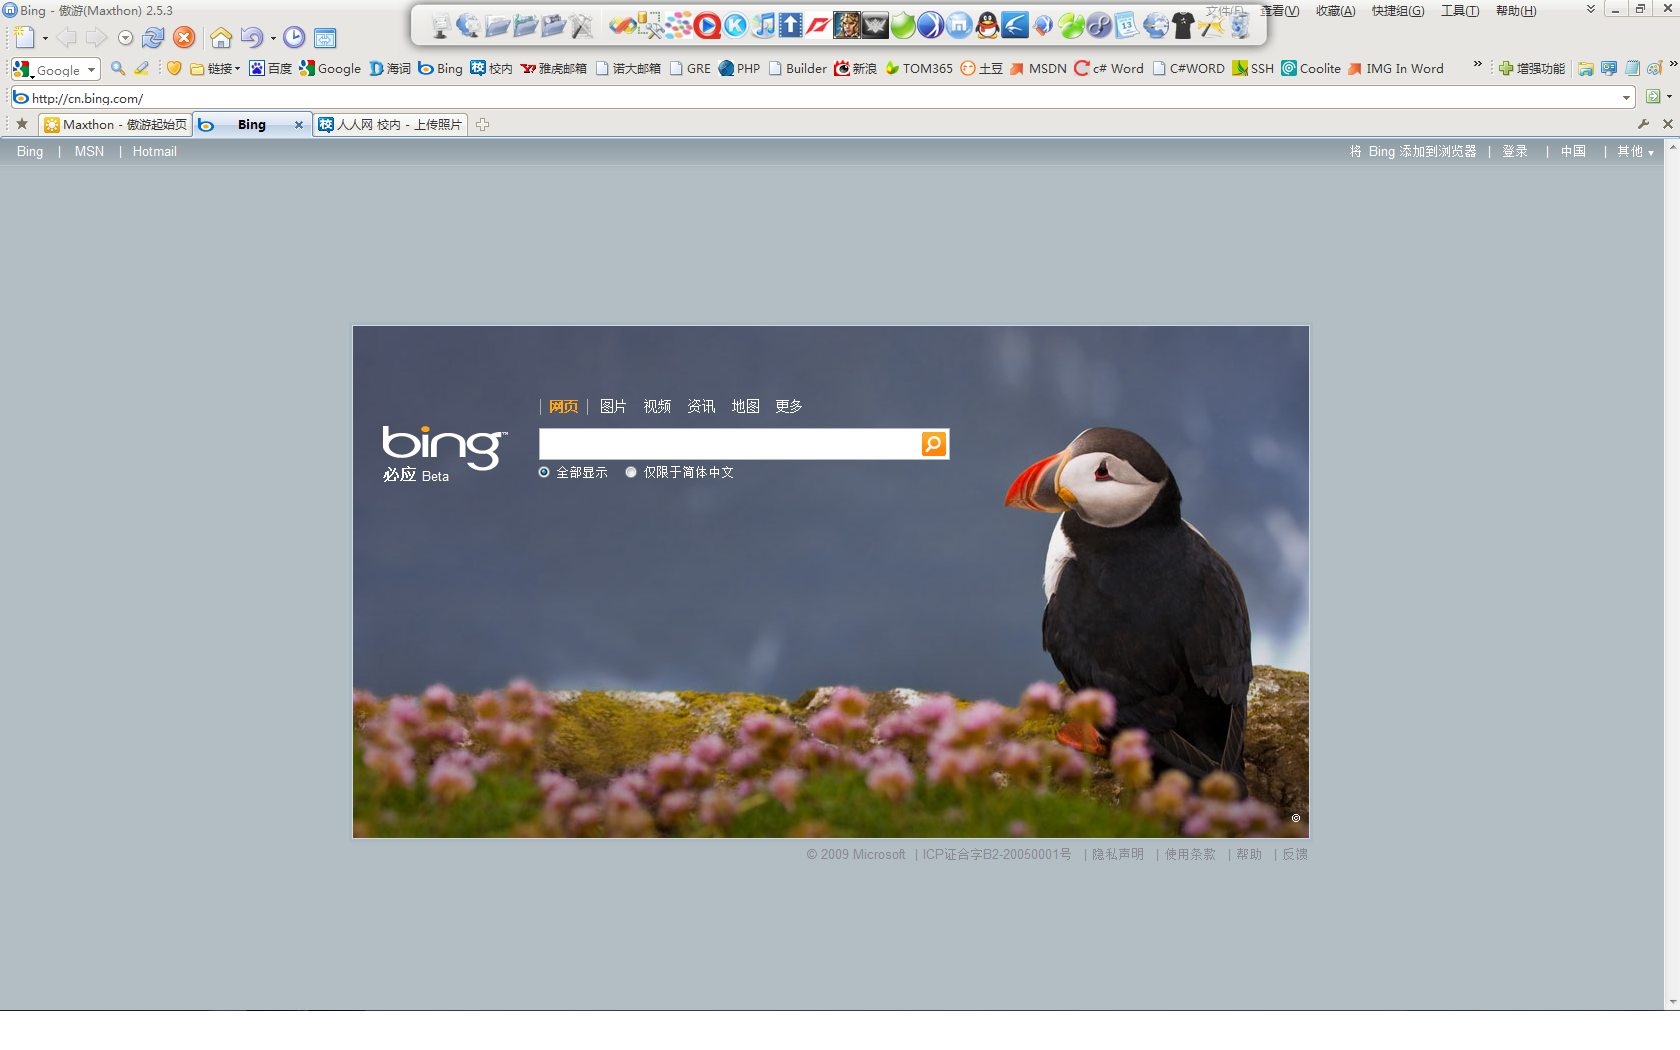 Bing - 傲游(Maxthon) 2.5.3
文件(F) 查看(V) 收藏(A) 快捷组(G) 工具(T) 帮助(H)
Google 链接 百度 Google 海词 Bing 校内 雅虎邮箱 诺大邮箱 GRE PHP Builder 新浪 TOM365 土豆 MSDN c# Word C#WORD SSH Coolite IMG In Word » 增强功能 »
http://cn.bing.com/
Maxthon - 傲游起始页 Bing 人人网 校内 - 上传照片
Bing | MSN | Hotmail 将 Bing 添加到浏览器 | 登录 | 中国 | 其他
网页 | 图片 视频 资讯 地图 更多
bing™
必应 Beta
全部显示 仅限于简体中文
©
© 2009 Microsoft | ICP证合字B2-20050001号 | 隐私声明 | 使用条款 | 帮助 | 反馈